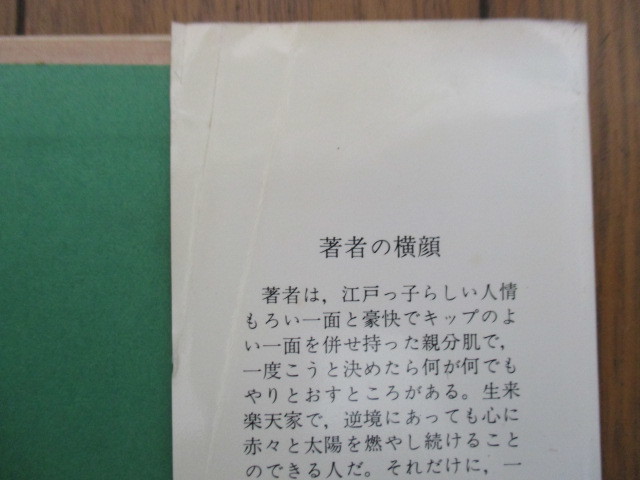 著者の横顔
著者は，江戸っ子らしい人情
もろい一面と豪快でキップのよ
い一面を併せ持った親分肌で，
一度こうと決めたら何が何でも
やりとおすところがある。生来
楽天家で，逆境にあっても心に
赤々と太陽を燃やし続けること
のできる人だ。それだけに，一